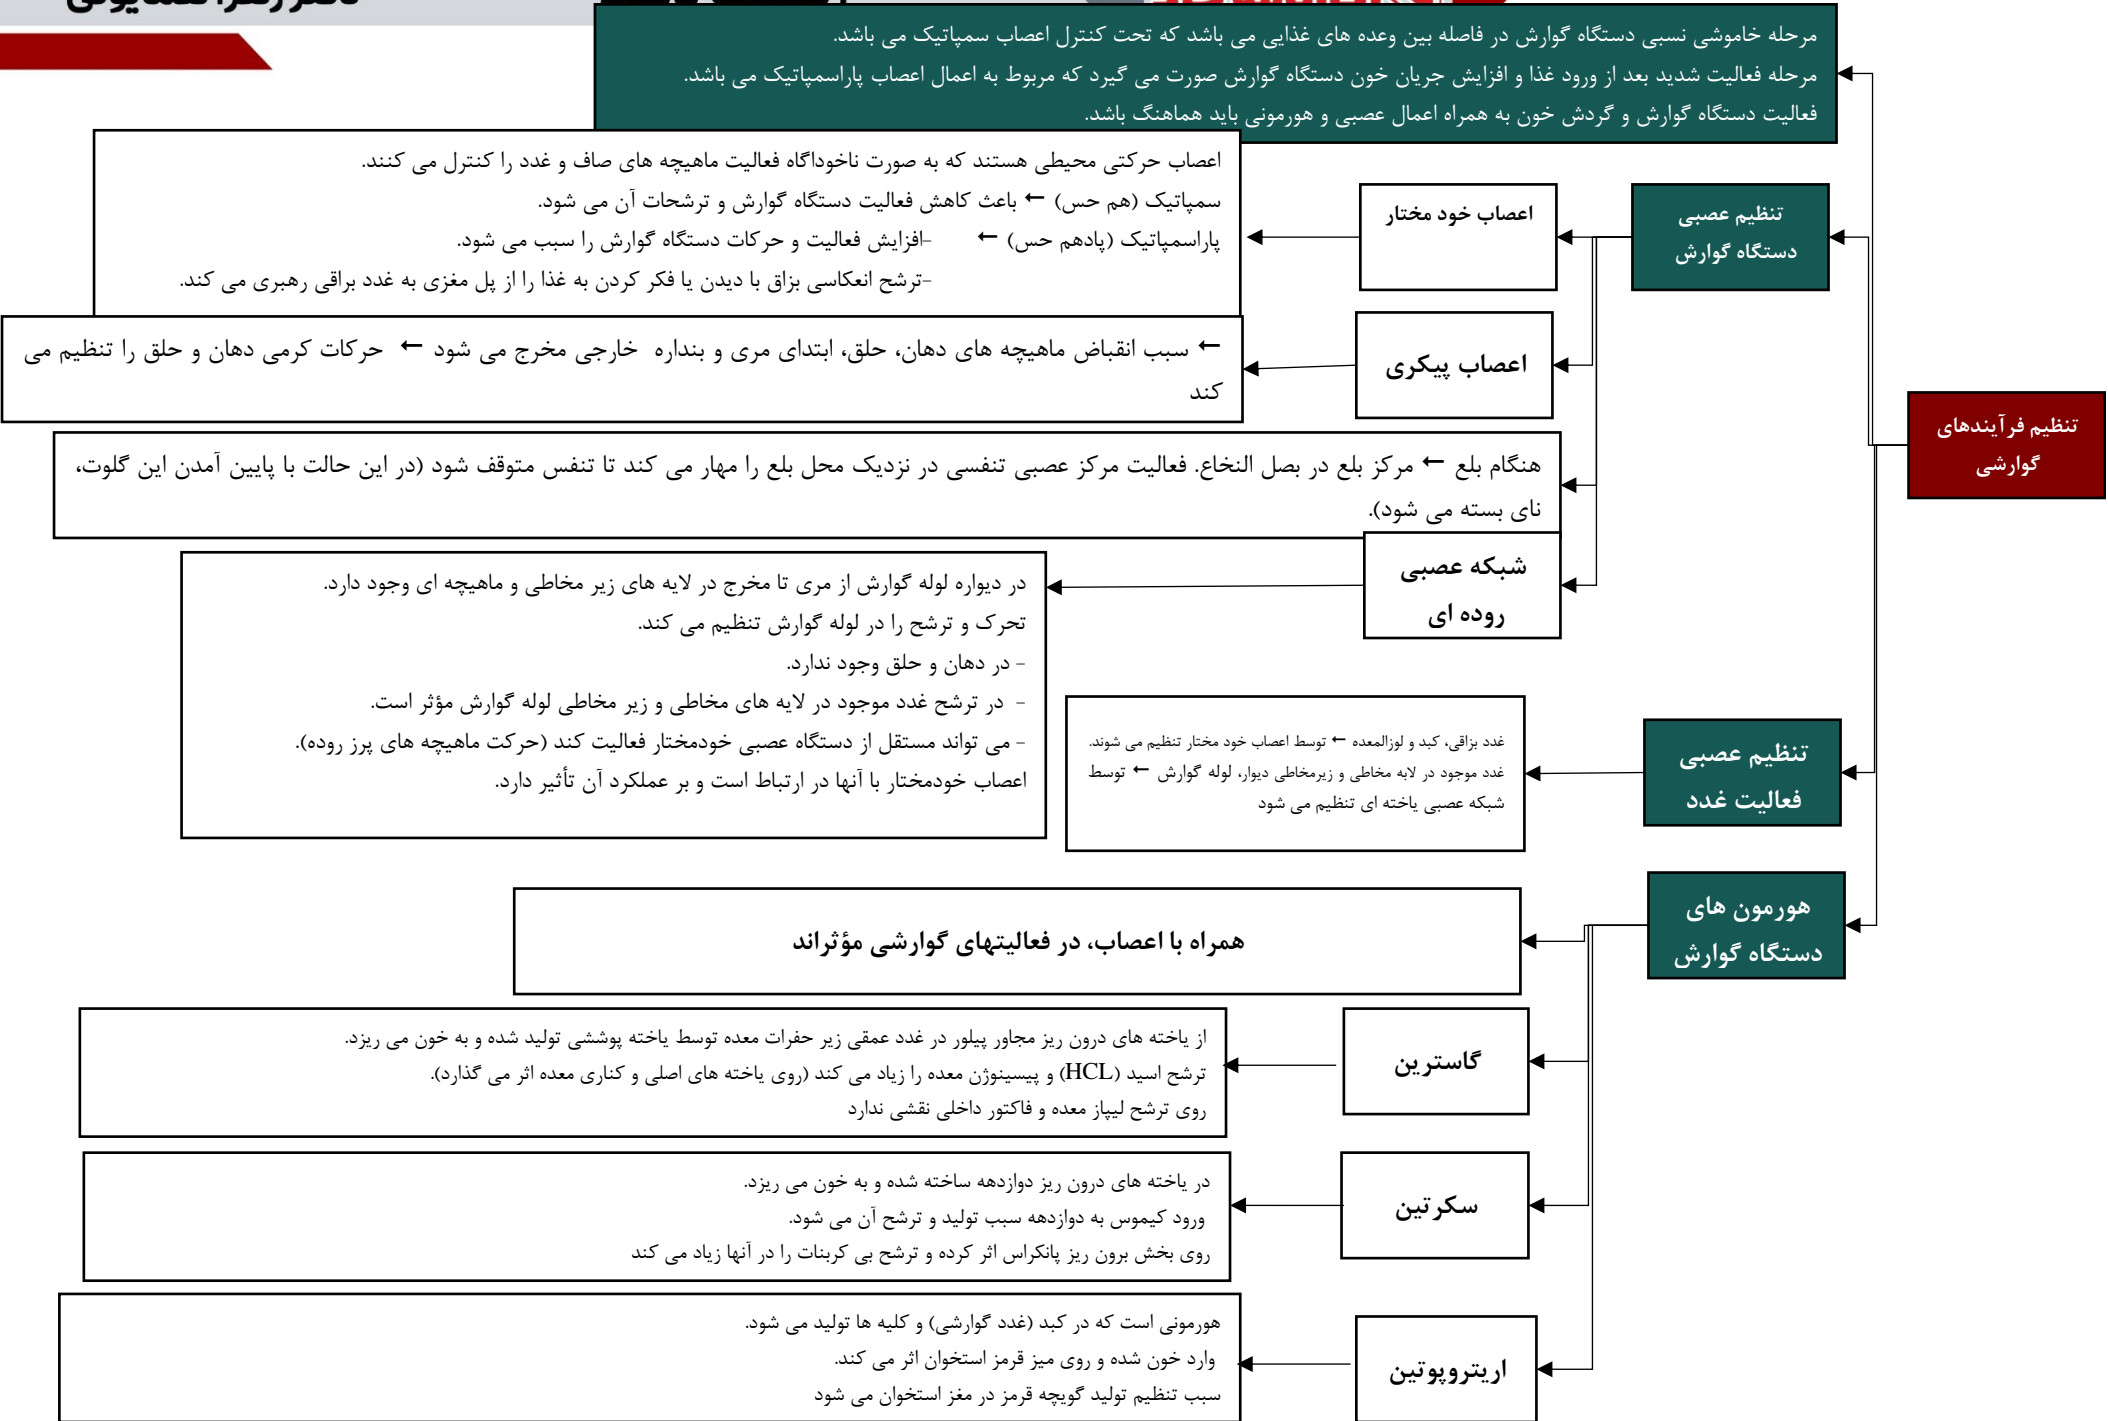 مرحله خاموشی نسبی دستگاه گوارش در فاصله بین وعده های غذایی می باشد که تحت کنترل اعصاب سمپاتیک می باشد.
مرحله فعالیت شدید بعد از ورود غذا و افزایش جریان خون دستگاه گوارش صورت می گیرد که مربوط به اعمال اعصاب پاراسمپاتیک می باشد.
فعالیت دستگاه گوارش و گردش خون به همراه اعمال عصبی و هورمونی باید هماهنگ باشد.
تنظیم فرآیندهای
گوارشی
تنظیم عصبی
دستگاه گوارش
اعصاب خود مختار
اعصاب حرکتی محیطی هستند که به صورت ناخوداگاه فعالیت ماهیچه های صاف و غدد را کنترل می کنند.
سمپاتیک (هم حس) ← باعث کاهش فعالیت دستگاه گوارش و ترشحات آن می شود.
پاراسمپاتیک (پادهم حس) ← -افزایش فعالیت و حرکات دستگاه گوارش را سبب می شود.
-ترشح انعکاسی بزاق با دیدن یا فکر کردن به غذا را از پل مغزی به غدد براقی رهبری می کند.
اعصاب پیکری
← سبب انقباض ماهیچه های دهان، حلق، ابتدای مری و بنداره خارجی مخرج می شود ← حرکات کرمی دهان و حلق را تنظیم می
کند
هنگام بلع ← مرکز بلع در بصل النخاع. فعالیت مرکز عصبی تنفسی در نزدیک محل بلع را مهار می کند تا تنفس متوقف شود (در این حالت با پایین آمدن این گلوت،
نای بسته می شود).
شبکه عصبی
روده ای
در دیواره لوله گوارش از مری تا مخرج در لایه های زیر مخاطی و ماهیچه ای وجود دارد.
تحرک و ترشح را در لوله گوارش تنظیم می کند.
- در دهان و حلق وجود ندارد.
- در ترشح غدد موجود در لایه های مخاطی و زیر مخاطی لوله گوارش مؤثر است.
- می تواند مستقل از دستگاه عصبی خودمختار فعالیت کند (حرکت ماهیچه های پرز روده).
اعصاب خودمختار با آنها در ارتباط است و بر عملکرد آن تأثیر دارد.
تنظیم عصبی
فعالیت غدد
غدد بزاقی، کبد و لوزالمعده ← توسط اعصاب خود مختار تنظیم می شوند.
غدد موجود در لابه مخاطی و زیرمخاطی دیوار، لوله گوارش ← توسط
شبکه عصبی یاخته ای تنظیم می شود
هورمون های
دستگاه گوارش
همراه با اعصاب، در فعالیتهای گوارشی مؤثراند
گاسترین
از یاخته های درون ریز مجاور پیلور در غدد عمقی زیر حفرات معده توسط یاخته پوششی تولید شده و به خون می ریزد.
ترشح اسید (HCL) و پیسینوژن معده را زیاد می کند (روی یاخته های اصلی و کناری معده اثر می گذارد).
روی ترشح لیپاز معده و فاکتور داخلی نقشی ندارد
سکرتین
در یاخته های درون ریز دوازدهه ساخته شده و به خون می ریزد.
ورود کیموس به دوازدهه سبب تولید و ترشح آن می شود.
روی بخش برون ریز پانکراس اثر کرده و ترشح بی کربنات را در آنها زیاد می کند
اریتروپوتین
هورمونی است که در کبد (غدد گوارشی) و کلیه ها تولید می شود.
وارد خون شده و روی میز قرمز استخوان اثر می کند.
سبب تنظیم تولید گویچه قرمز در مغز استخوان می شود